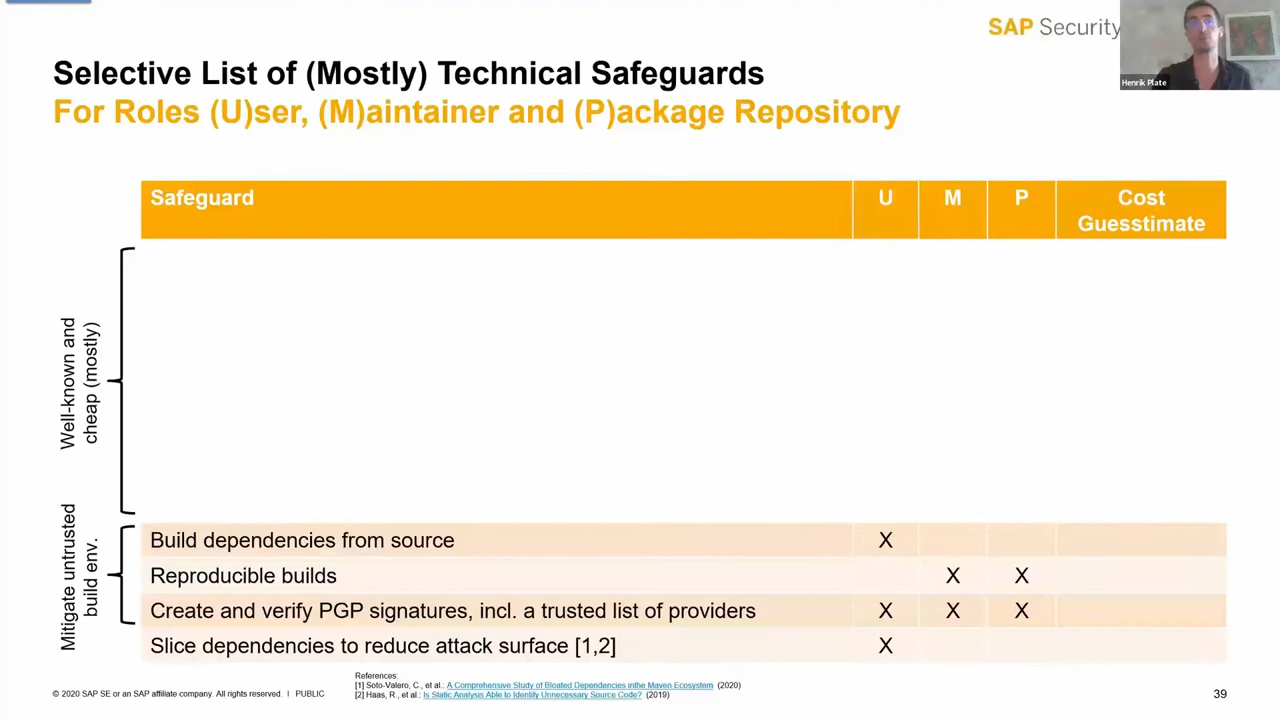 SAP Security
Henrik Plate
Selective List of (Mostly) Technical Safeguards
For Roles (U)ser, (M)aintainer and (P)ackage Repository
Safeguard U M P Cost
Guesstimate
Well-known and
cheap (mostly)
Mitigate untrusted
build env.
Build dependencies from source X
Reproducible builds X X
Create and verify PGP signatures, incl. a trusted list of providers X X X
Slice dependencies to reduce attack surface [1,2] X
References:
[1] Soto-Valero, C., et al.: A Comprehensive Study of Bloated Dependencies inthe Maven Ecosystem (2020)
[2] Haas, R., et al.: Is Static Analysis Able to Identify Unnecessary Source Code? (2019)
© 2020 SAP SE or an SAP affiliate company. All rights reserved. I PUBLIC
39